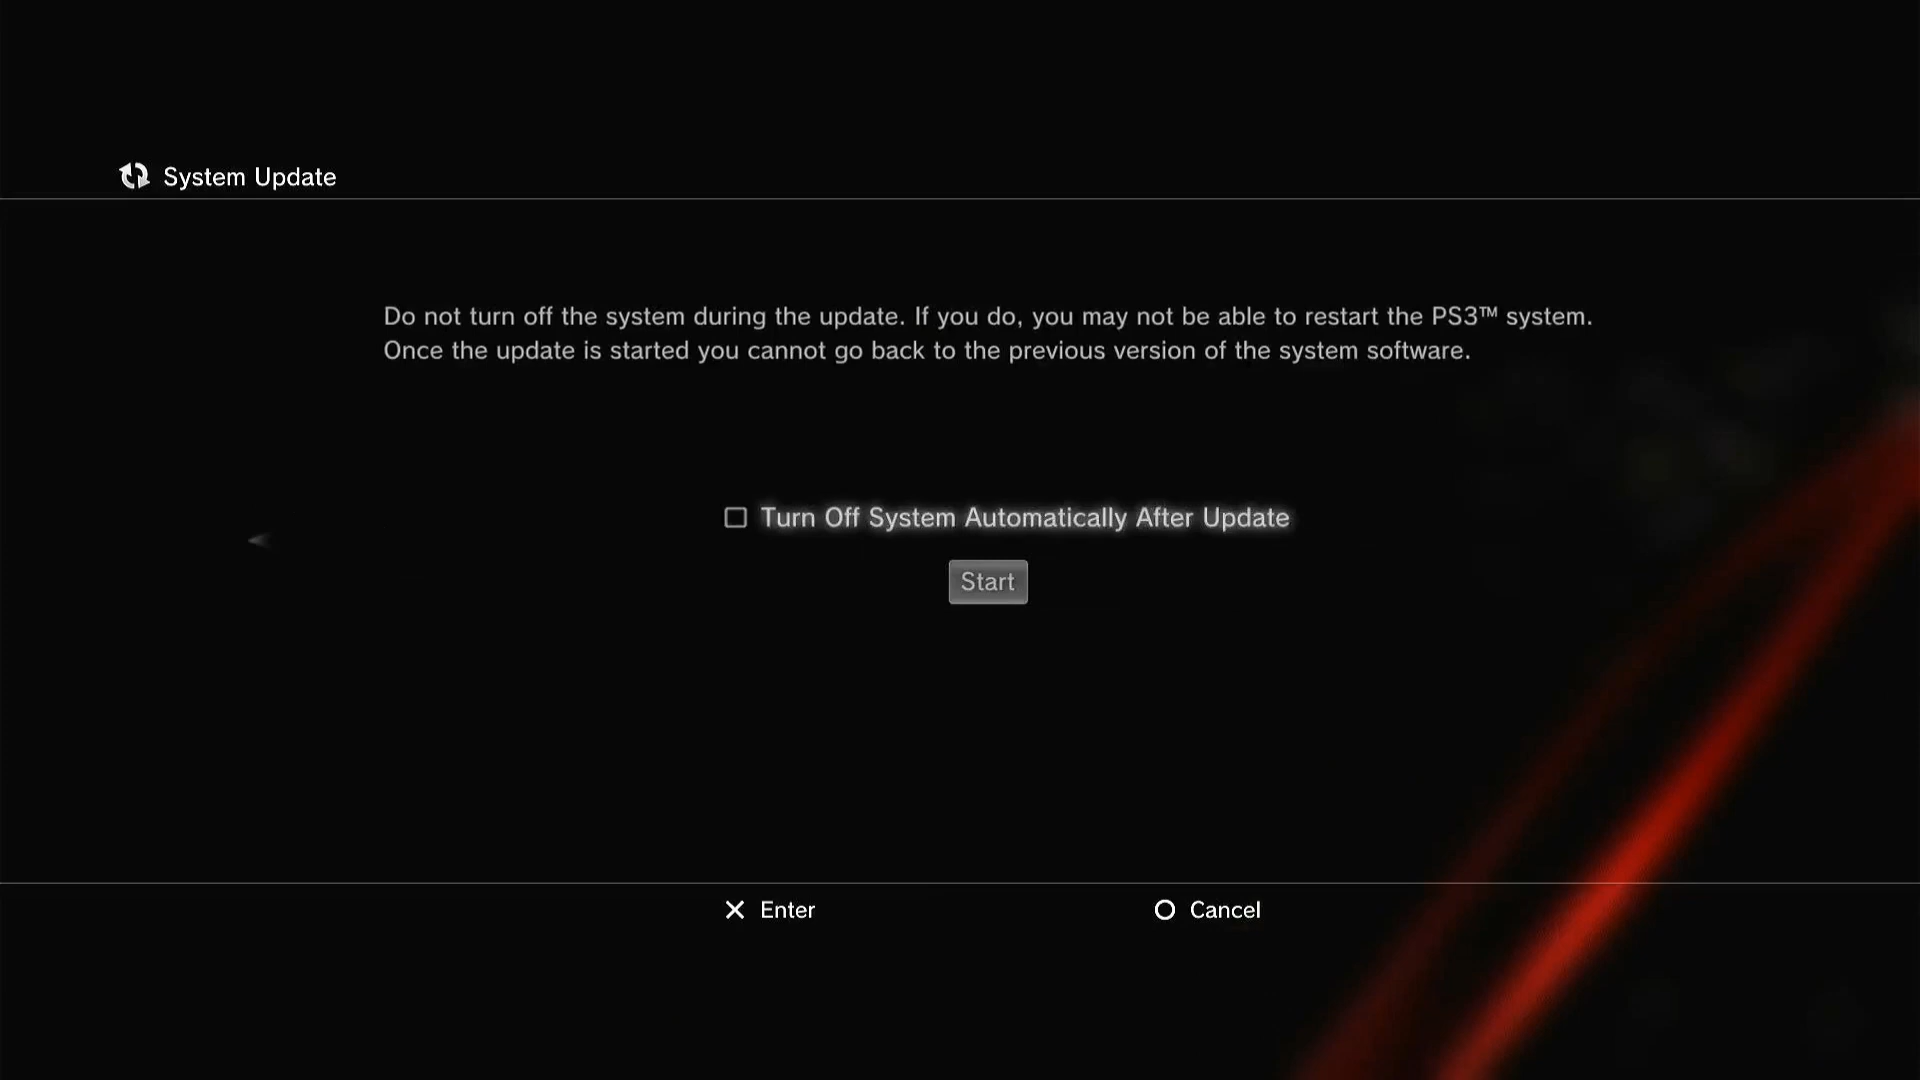 System Update
Do not turn off the system during the update. If you do, you may not be able to restart the PS3™ system.
Once the update is started you cannot go back to the previous version of the system software.
Turn Off System Automatically After Update
Start
Enter
Cancel